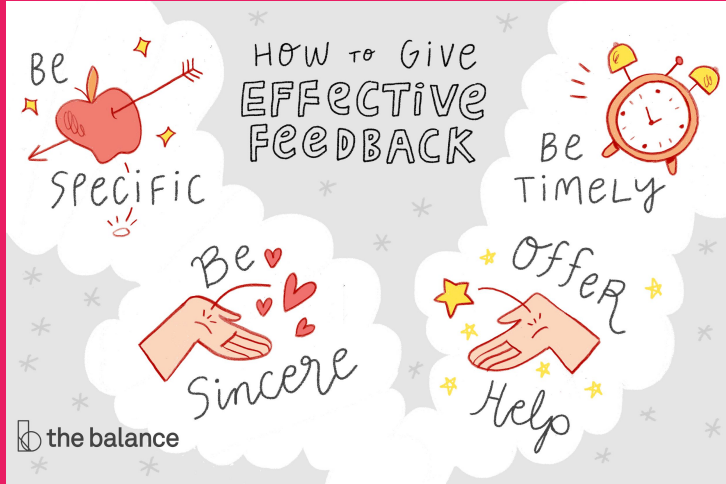 HOW TO GIVE
EFFECTIVE
FEEDBACK
BE
SPECIFIC
BE
TIMELY
Be
Sincere
OFFER
Help
the balance